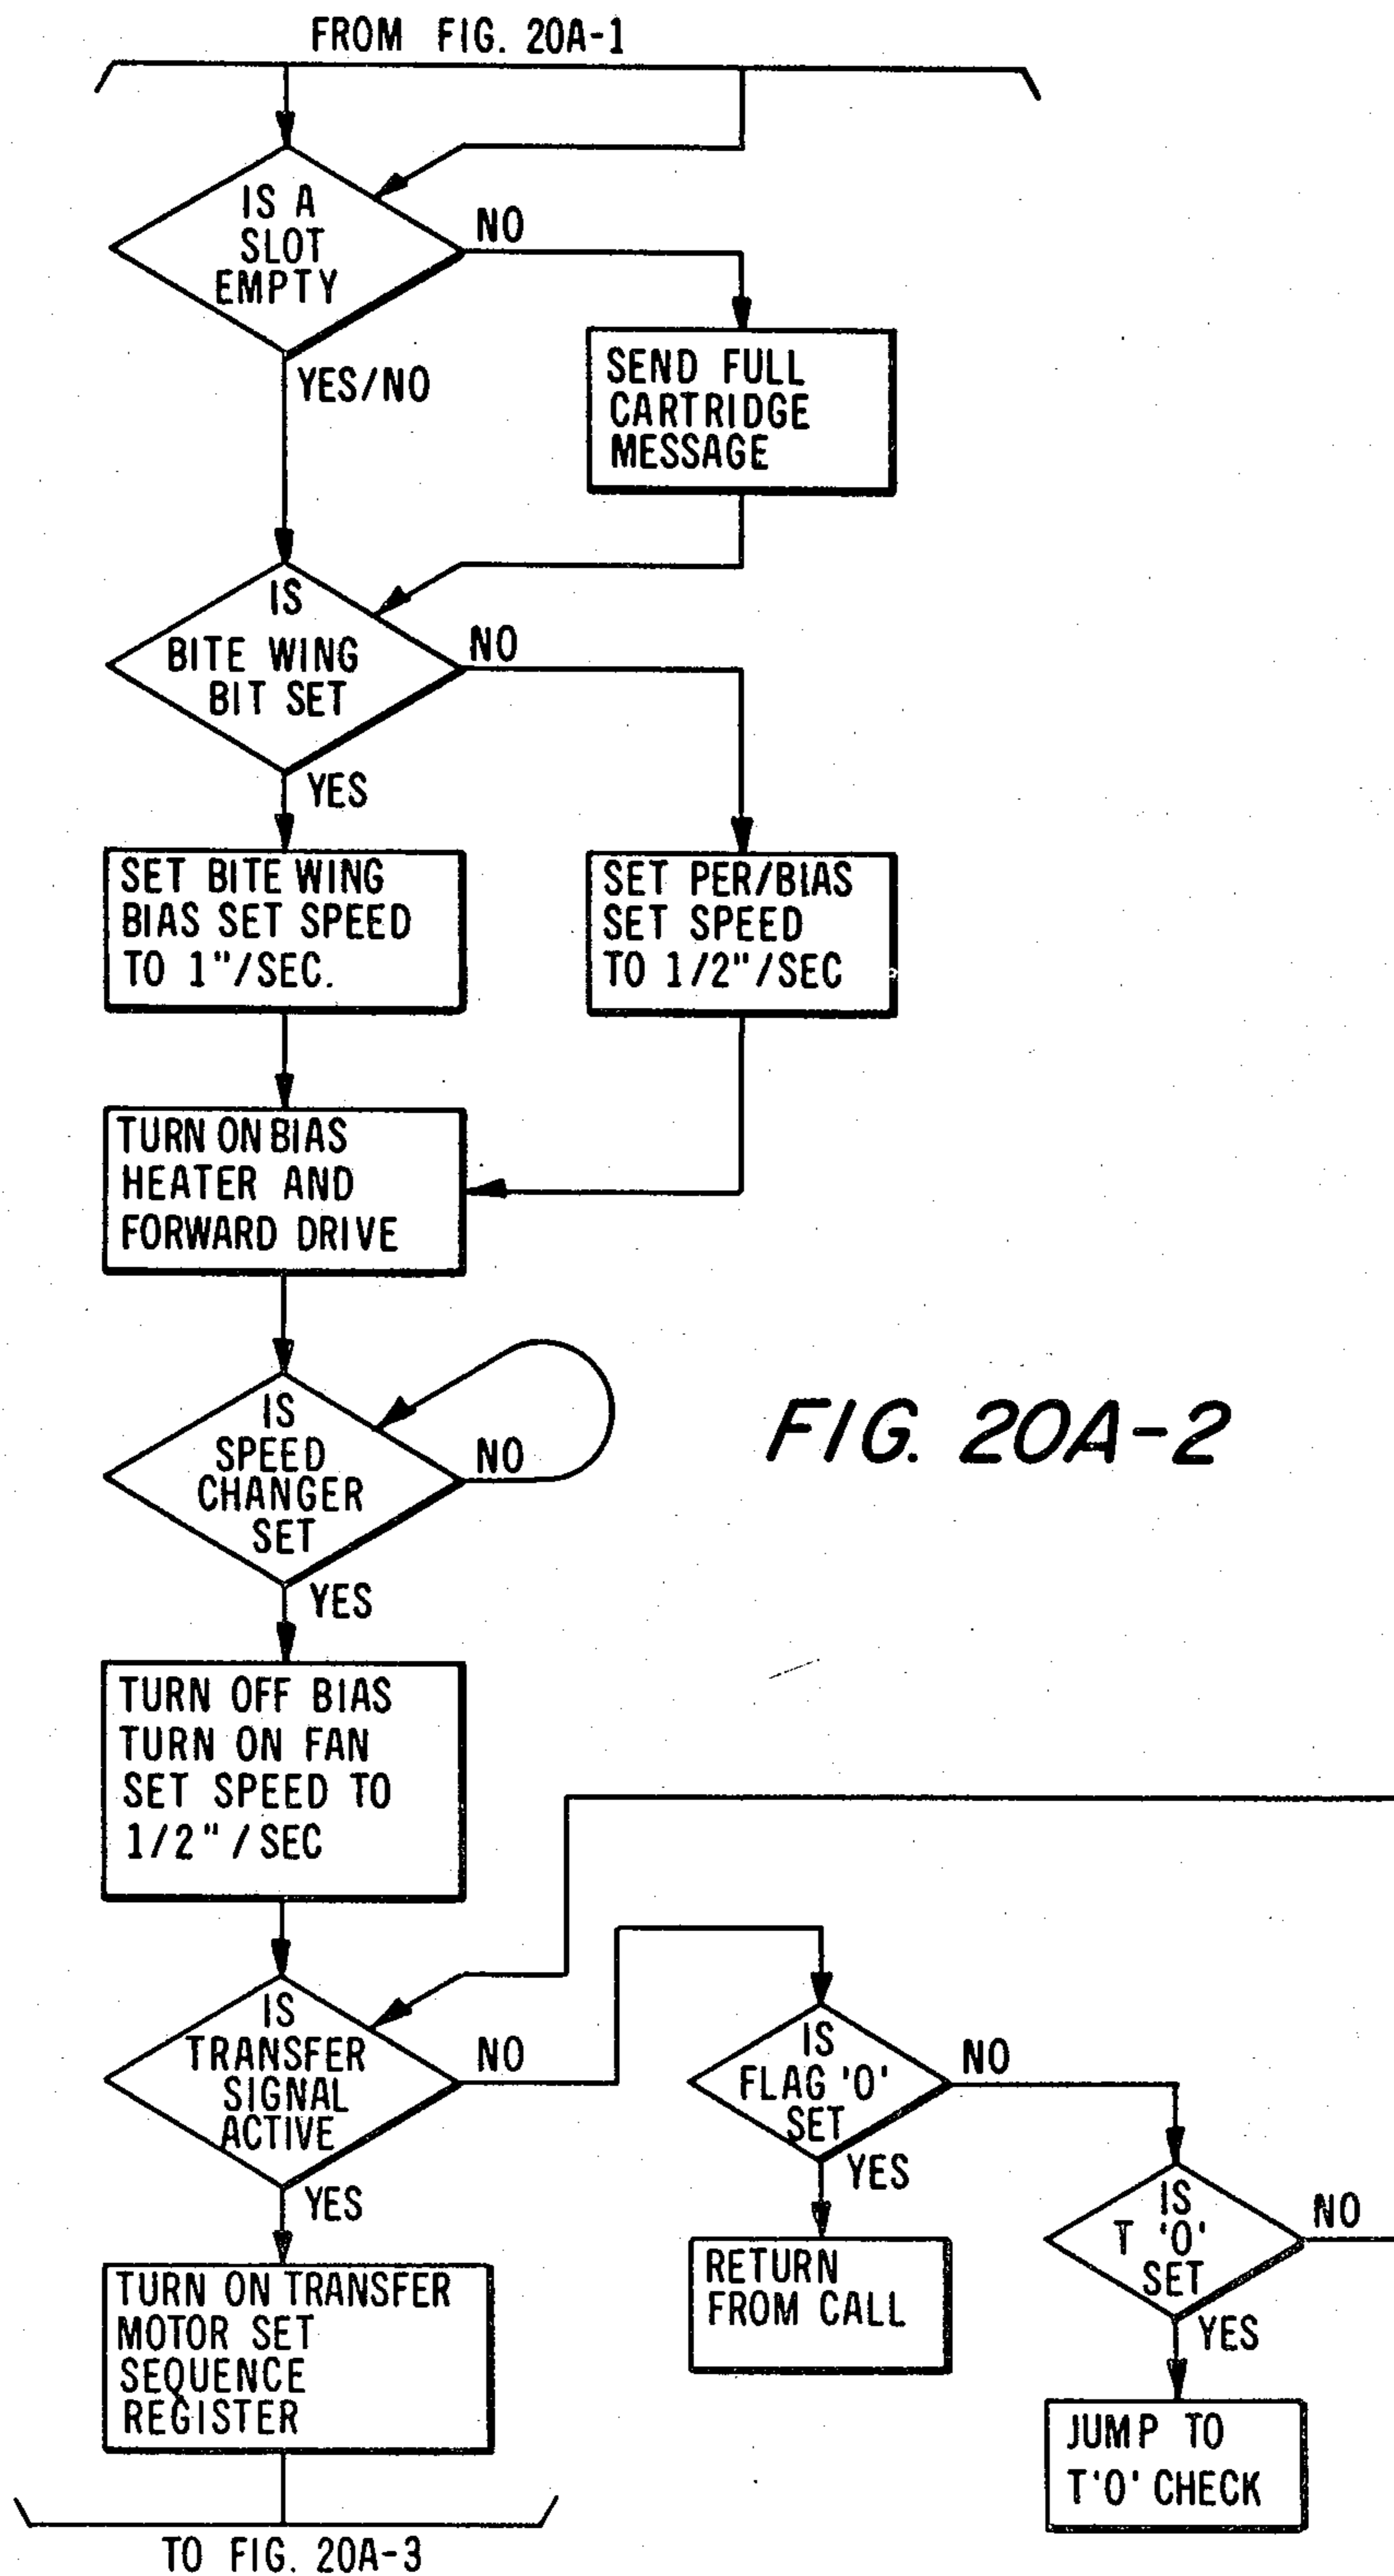 FROM FIG. 20A-1
IS A
SLOT
EMPTY
NO
YES/NO
SEND FULL
CARTRIDGE
MESSAGE
IS
BITE WING
BIT SET
NO
YES
SET BITE WING
BIAS SET SPEED
TO 1"/SEC.
SET PER/BIAS
SET SPEED
TO 1/2"/SEC
TURN ON BIAS
HEATER AND
FORWARD DRIVE
IS
SPEED
CHANGER
SET
NO
YES
FIG. 20A-2
TURN OFF BIAS
TURN ON FAN
SET SPEED TO
1/2"/SEC
IS
TRANSFER
SIGNAL
ACTIVE
NO
YES
IS
FLAG '0'
SET
NO
YES
IS
T '0'
SET
NO
YES
TURN ON TRANSFER
MOTOR SET
SEQUENCE
REGISTER
RETURN
FROM CALL
JUMP TO
T'0' CHECK
TO FIG. 20A-3